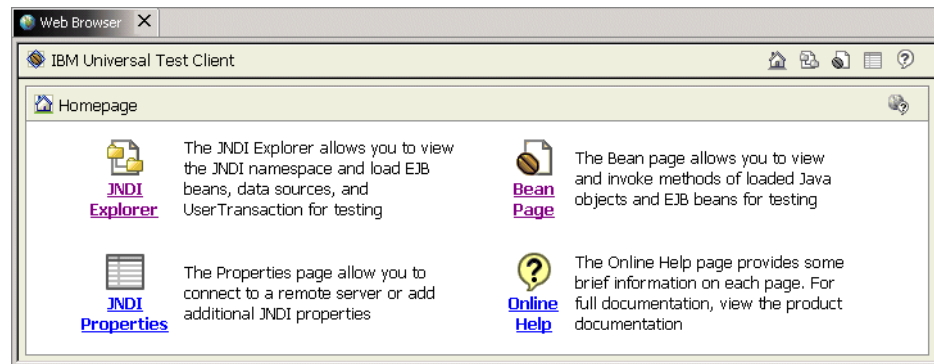 Web Browser
IBM Universal Test Client
Homepage
JNDI
Explorer
The JNDI Explorer allows you to view
the JNDI namespace and load EJB
beans, data sources, and
UserTransaction for testing
Bean
Page
The Bean page allows you to view
and invoke methods of loaded Java
objects and EJB beans for testing
JNDI
Properties
The Properties page allow you to
connect to a remote server or add
additional JNDI properties
Online
Help
The Online Help page provides some
brief information on each page. For
full documentation, view the product
documentation